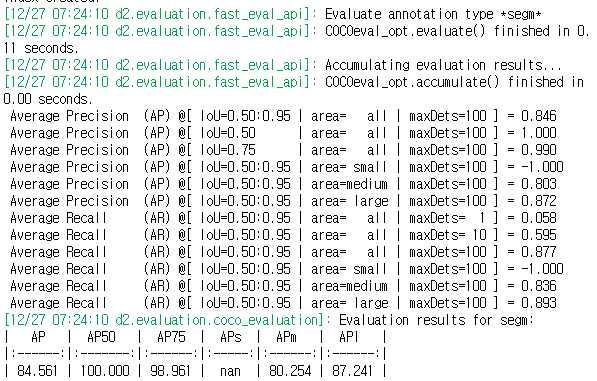 [12/27 07:24:10 d2.evaluation.fast_eval_api]: Evaluate annotation type *segm*
[12/27 07:24:10 d2.evaluation.fast_eval_api]: COCOeval_opt.evaluate() finished in 0.
11 seconds.
[12/27 07:24:10 d2.evaluation.fast_eval_api]: Accumulating evaluation results...
[12/27 07:24:10 d2.evaluation.fast_eval_api]: COCOeval_opt.accumulate() finished in
0.00 seconds.
Average Precision (AP) @[ IoU=0.50:0.95 | area= all | maxDets=100 ] = 0.846
Average Precision (AP) @[ IoU=0.50 | area= all | maxDets=100 ] = 1.000
Average Precision (AP) @[ IoU=0.75 | area= all | maxDets=100 ] = 0.990
Average Precision (AP) @[ IoU=0.50:0.95 | area= small | maxDets=100 ] = -1.000
Average Precision (AP) @[ IoU=0.50:0.95 | area=medium | maxDets=100 ] = 0.803
Average Precision (AP) @[ IoU=0.50:0.95 | area= large | maxDets=100 ] = 0.872
Average Recall (AR) @[ IoU=0.50:0.95 | area= all | maxDets= 1 ] = 0.058
Average Recall (AR) @[ IoU=0.50:0.95 | area= all | maxDets= 10 ] = 0.595
Average Recall (AR) @[ IoU=0.50:0.95 | area= all | maxDets=100 ] = 0.877
Average Recall (AR) @[ IoU=0.50:0.95 | area= small | maxDets=100 ] = -1.000
Average Recall (AR) @[ IoU=0.50:0.95 | area=medium | maxDets=100 ] = 0.836
Average Recall (AR) @[ IoU=0.50:0.95 | area= large | maxDets=100 ] = 0.893
[12/27 07:24:10 d2.evaluation.coco_evaluation]: Evaluation results for segm:
| AP | AP50 | AP75 | APs | APm | APl |
|:------:|:-------:|:------:|:-----:|:------:|:------:|
| 84.561 | 100.000 | 98.961 | nan | 80.254 | 87.241 |